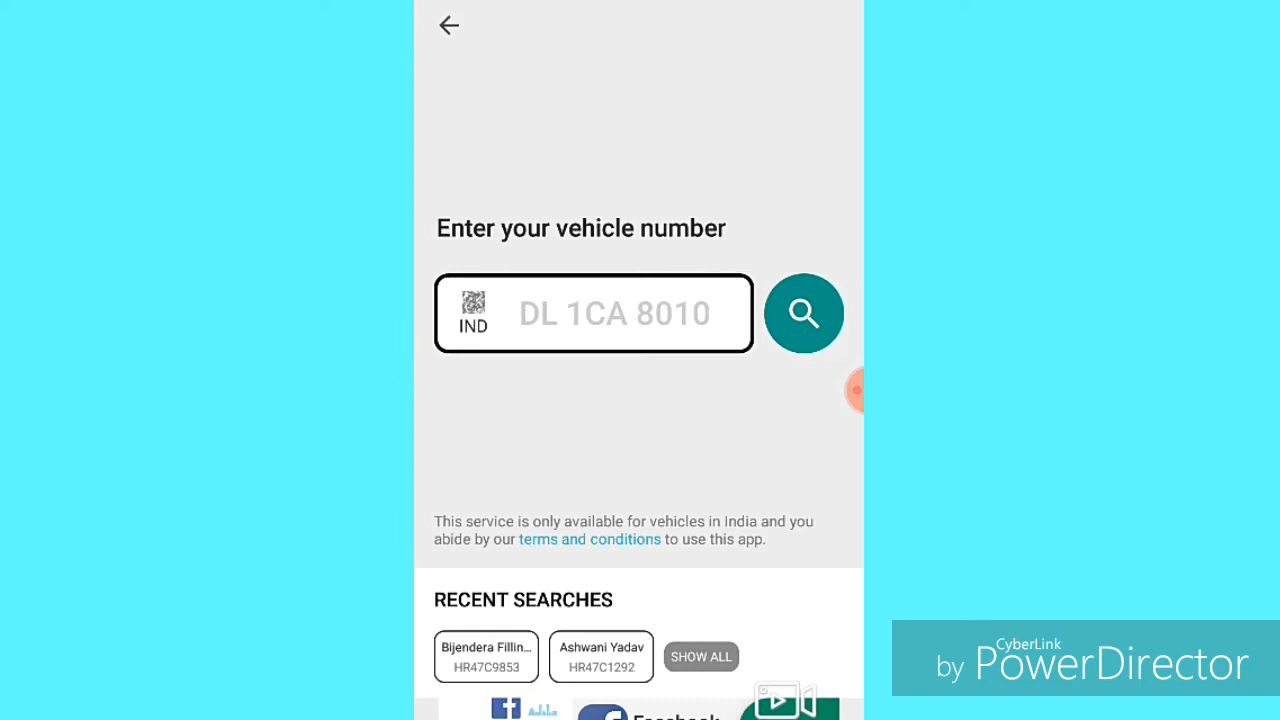 Enter your vehicle number
IND
DL 1CA 8010
This service is only available for vehicles in India and you
abide by our terms and conditions to use this app.
RECENT SEARCHES
Bijendera Fillin...
HR47C9853
Ashwani Yadav
HR47C1292
SHOW ALL
Facebook
CyberLink
by PowerDirector